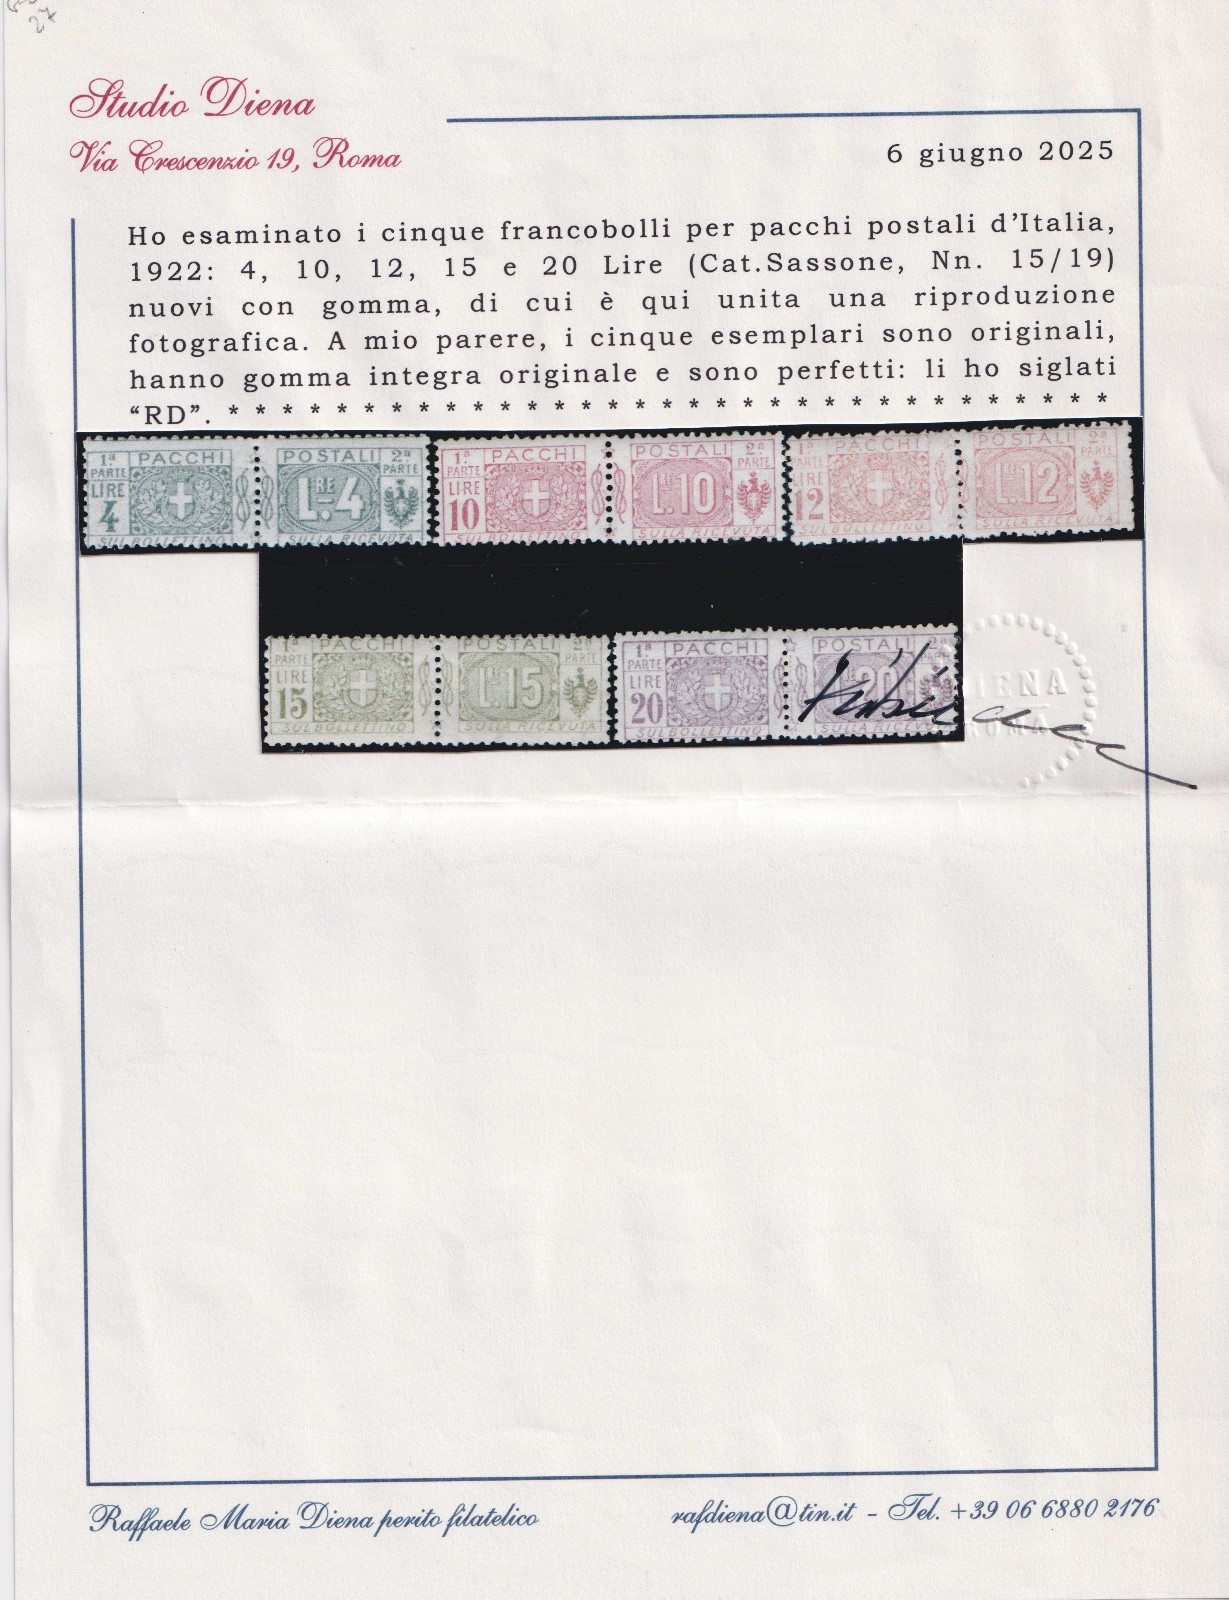 27
Studio Diena
Via Crescenzio 19, Roma
6 giugno 2025
Ho esaminato i cinque francobolli per pacchi postali d'Italia,
1922: 4, 10, 12, 15 e 20 Lire (Cat.Sassone, Nn. 15/19)
nuovi con gomma, di cui è qui unita una riproduzione
fotografica. A mio parere, i cinque esemplari sono originali,
hanno gomma integra originale e sono perfetti: li ho siglati
“RD”. * * * * * * * * * * * * * * * * * * * * * * * * * * * * * * * * *
1ª PARTE PACCHI POSTALI 2ª PARTE
LIRE 4 L.RE 4
SUL BOLLETTINO SULLA RICEVUTA
1ª PARTE PACCHI POSTALI 2ª PARTE
LIRE 10 L.RE 10
SUL BOLLETTINO SULLA RICEVUTA
1ª PARTE PACCHI POSTALI 2ª PARTE
LIRE 12 L.RE 12
SUL BOLLETTINO SULLA RICEVUTA
1ª PARTE PACCHI POSTALI 2ª PARTE
LIRE 15 L.RE 15
SUL BOLLETTINO SULLA RICEVUTA
1ª PARTE PACCHI POSTALI 2ª
LIRE 20 20
SUL BOLLETTINO SULLA RICEVUTA
DIENA
ROMA
Raffaele Maria Diena perito filatelico
rafdiena@tin.it - Tel. +39 06 6880 2176